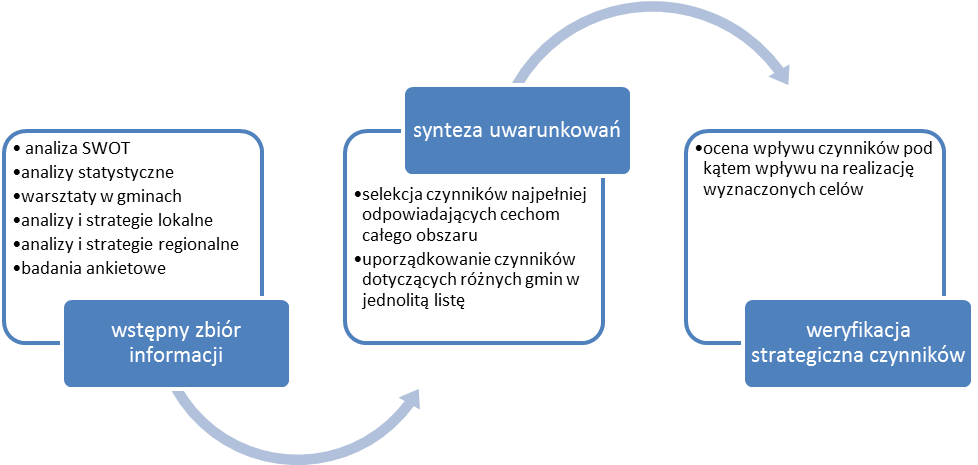 • analiza SWOT
•analizy statystyczne
•warsztaty w gminach
•analizy i strategie lokalne
•analizy i strategie regionalne
•badania ankietowe
wstępny zbiór
informacji
synteza uwarunkowań
•selekcja czynników najpełniej
odpowiadających cechom
całego obszaru
•uporządkowanie czynników
dotyczących różnych gmin w
jednolitą listę
•ocena wpływu czynników pod
kątem wpływu na realizację
wyznaczonych celów
weryfikacja
strategiczna czynników